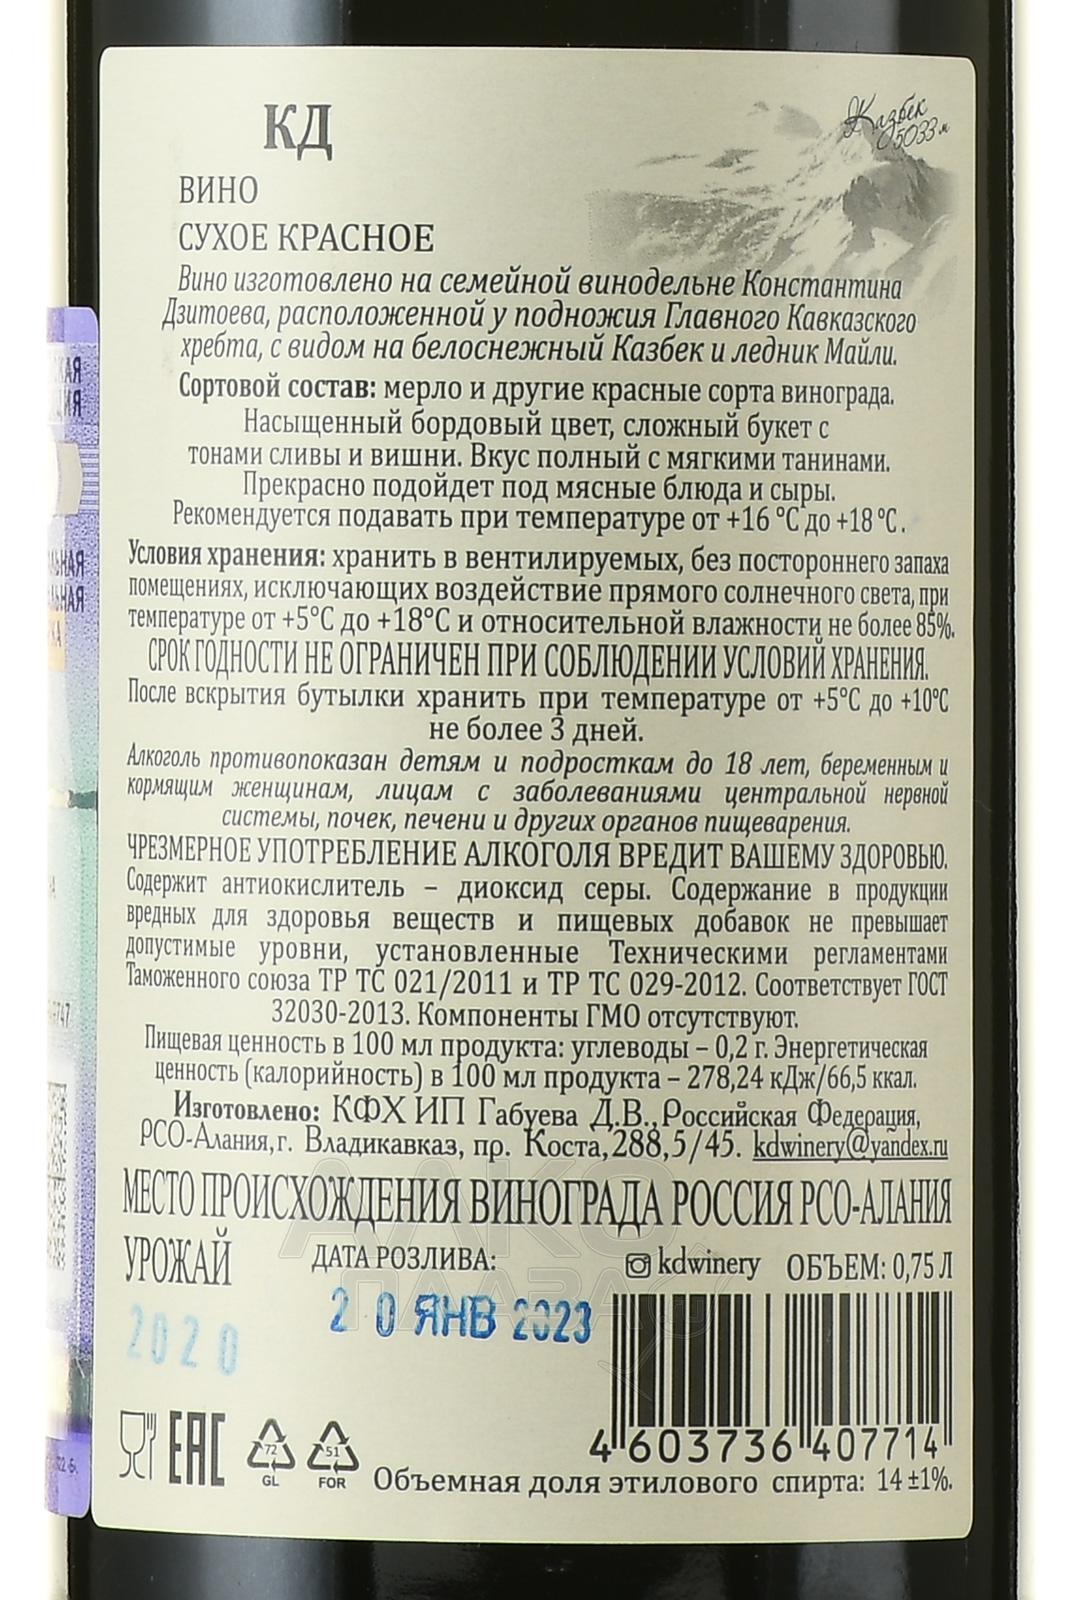 Казбек
5033 м
КД
ВИНО
СУХОЕ КРАСНОЕ
Вино изготовлено на семейной винодельне Константина
Дзитоева, расположенной у подножия Главного Кавказского
хребта, с видом на белоснежный Казбек и ледник Майли.
Сортовой состав: мерло и другие красные сорта винограда.
Насыщенный бордовый цвет, сложный букет с
тонами сливы и вишни. Вкус полный с мягкими танинами.
Прекрасно подойдет под мясные блюда и сыры.
Рекомендуется подавать при температуре от +16 °С до +18 °С.
Условия хранения: хранить в вентилируемых, без постороннего запаха
помещениях, исключающих воздействие прямого солнечного света, при
температуре от +5°С до +18°С и относительной влажности не более 85%.
СРОК ГОДНОСТИ НЕ ОГРАНИЧЕН ПРИ СОБЛЮДЕНИИ УСЛОВИЙ ХРАНЕНИЯ.
После вскрытия бутылки хранить при температуре от +5°С до +10°С
не более 3 дней.
Алкоголь противопоказан детям и подросткам до 18 лет, беременным и
кормящим женщинам, лицам с заболеваниями центральной нервной
системы, почек, печени и других органов пищеварения.
ЧРЕЗМЕРНОЕ УПОТРЕБЛЕНИЕ АЛКОГОЛЯ ВРЕДИТ ВАШЕМУ ЗДОРОВЬЮ.
Содержит антиокислитель – диоксид серы. Содержание в продукции
вредных для здоровья веществ и пищевых добавок не превышает
допустимые уровни, установленные Техническими регламентами
Таможенного союза ТР ТС 021/2011 и ТР ТС 029-2012. Соответствует ГОСТ
32030-2013. Компоненты ГМО отсутствуют.
Пищевая ценность в 100 мл продукта: углеводы – 0,2 г. Энергетическая
ценность (калорийность) в 100 мл продукта – 278,24 кДж/66,5 ккал.
Изготовлено: КФХ ИП Габуева Д.В., Российская Федерация,
РСО-Алания, г. Владикавказ, пр. Коста, 288, 5/45. kdwinery@yandex.ru
МЕСТО ПРОИСХОЖДЕНИЯ ВИНОГРАДА РОССИЯ РСО-АЛАНИЯ
УРОЖАЙ ДАТА РОЗЛИВА: kdwinery ОБЪЕМ: 0,75 Л
2020 20 ЯНВ 2023
АЛКО
ПЛАЗА
4 603736 407714
EAC 72 GL 51 FOR
Объемная доля этилового спирта: 14 ±1%.